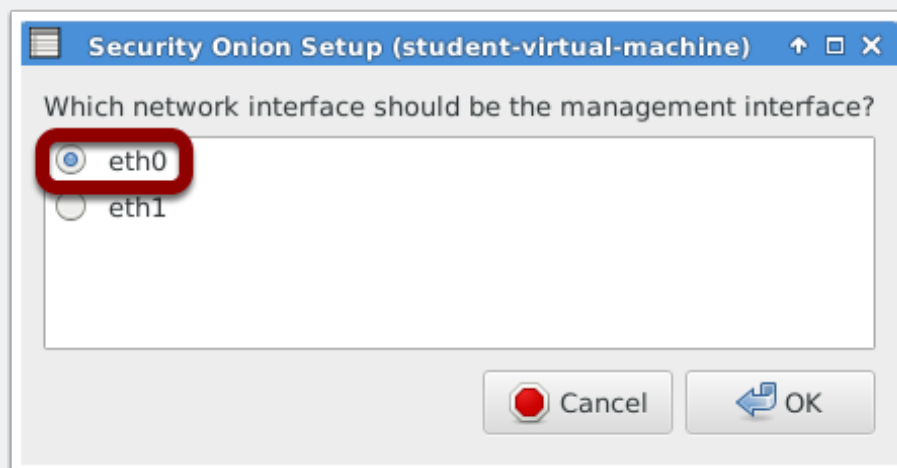 Security Onion Setup (student-virtual-machine)
Which network interface should be the management interface?
eth0
eth1
Cancel OK